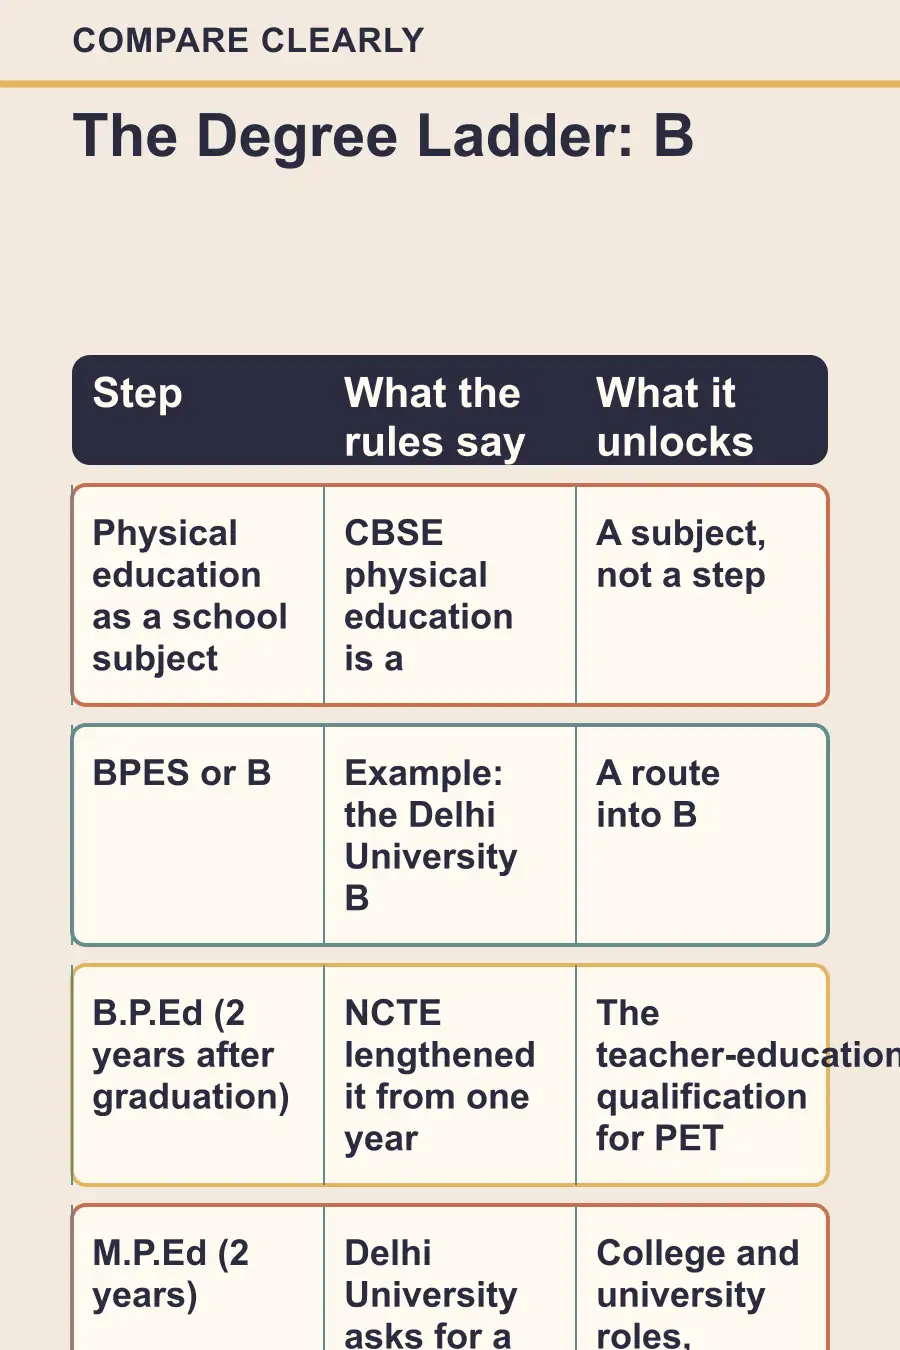 COMPARE CLEARLY
The Degree Ladder: B
Step
What the
rules say
What it
unlocks
Physical
education
as a school
subject
CBSE
physical
education
is a
A subject,
not a step
BPES or B
Example:
the Delhi
University
B
A route
into B
B.P.Ed (2
years after
graduation)
NCTE
lengthened
it from one
year
The
teacher-education
qualification
for PET
M.P.Ed (2
years)
Delhi
University
asks for a
College and
university
roles,